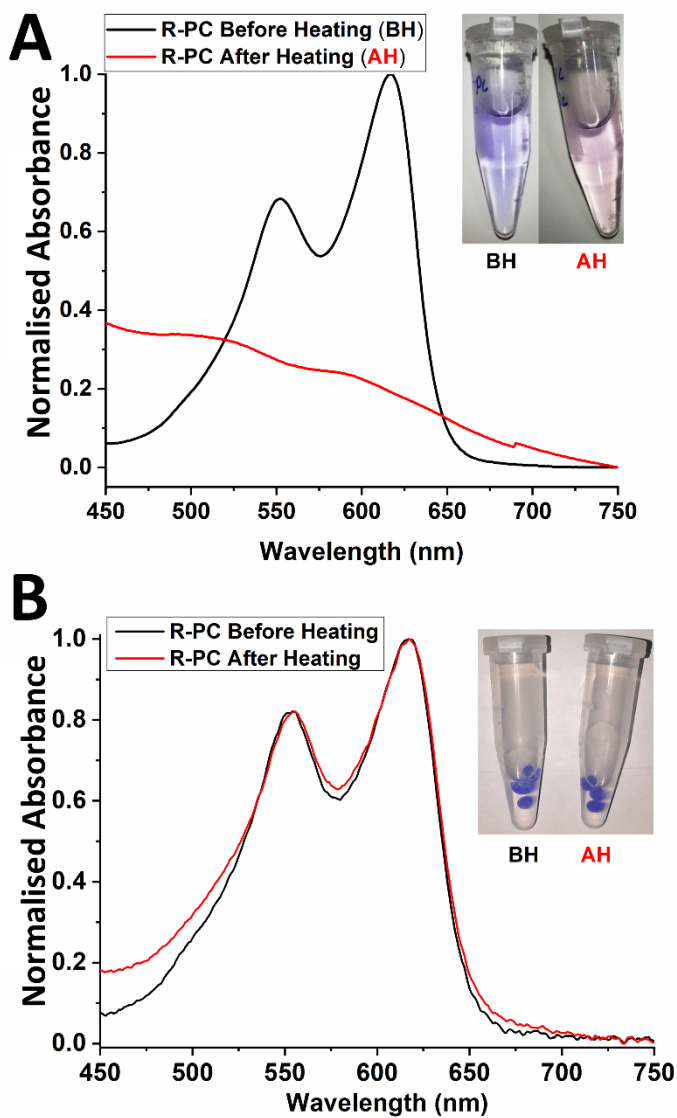 A
R-PC Before Heating (BH)
R-PC After Heating (AH)
1.0
0.8
0.6
0.4
0.2
0.0
Normalised Absorbance
450 500 550 600 650 700 750
Wavelength (nm)
BH AH
B
R-PC Before Heating
R-PC After Heating
1.0
0.8
0.6
0.4
0.2
0.0
Normalised Absorbance
450 500 550 600 650 700 750
Wavelength (nm)
BH AH